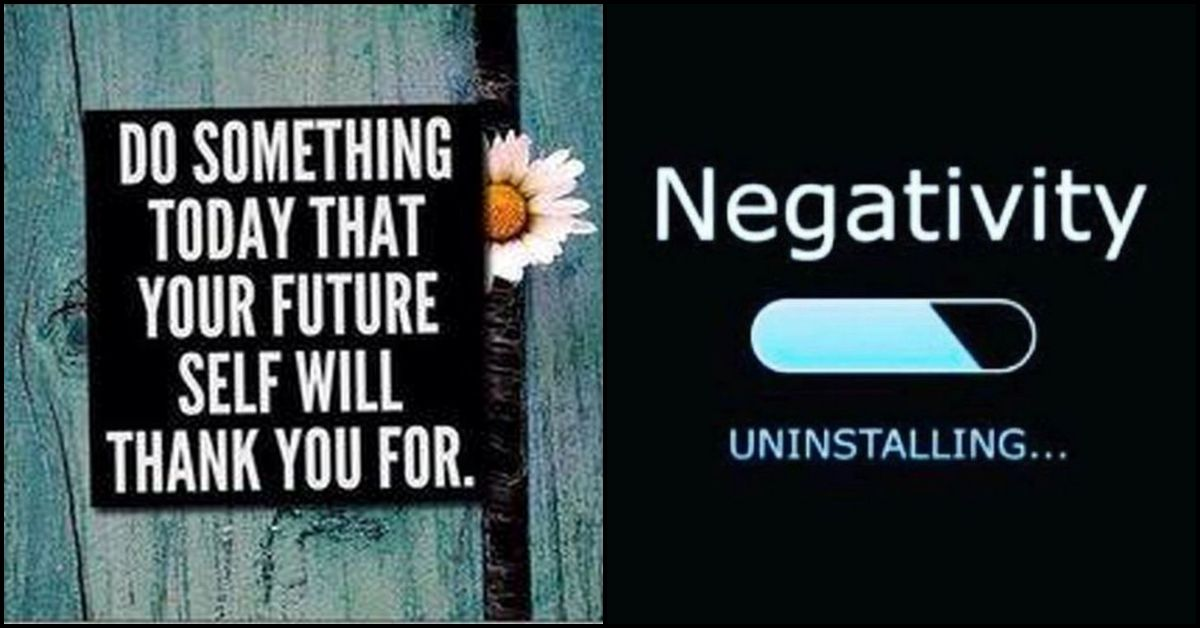 DO SOMETHING
TODAY THAT
YOUR FUTURE
SELF WILL
THANK YOU FOR.
Negativity
UNINSTALLING...